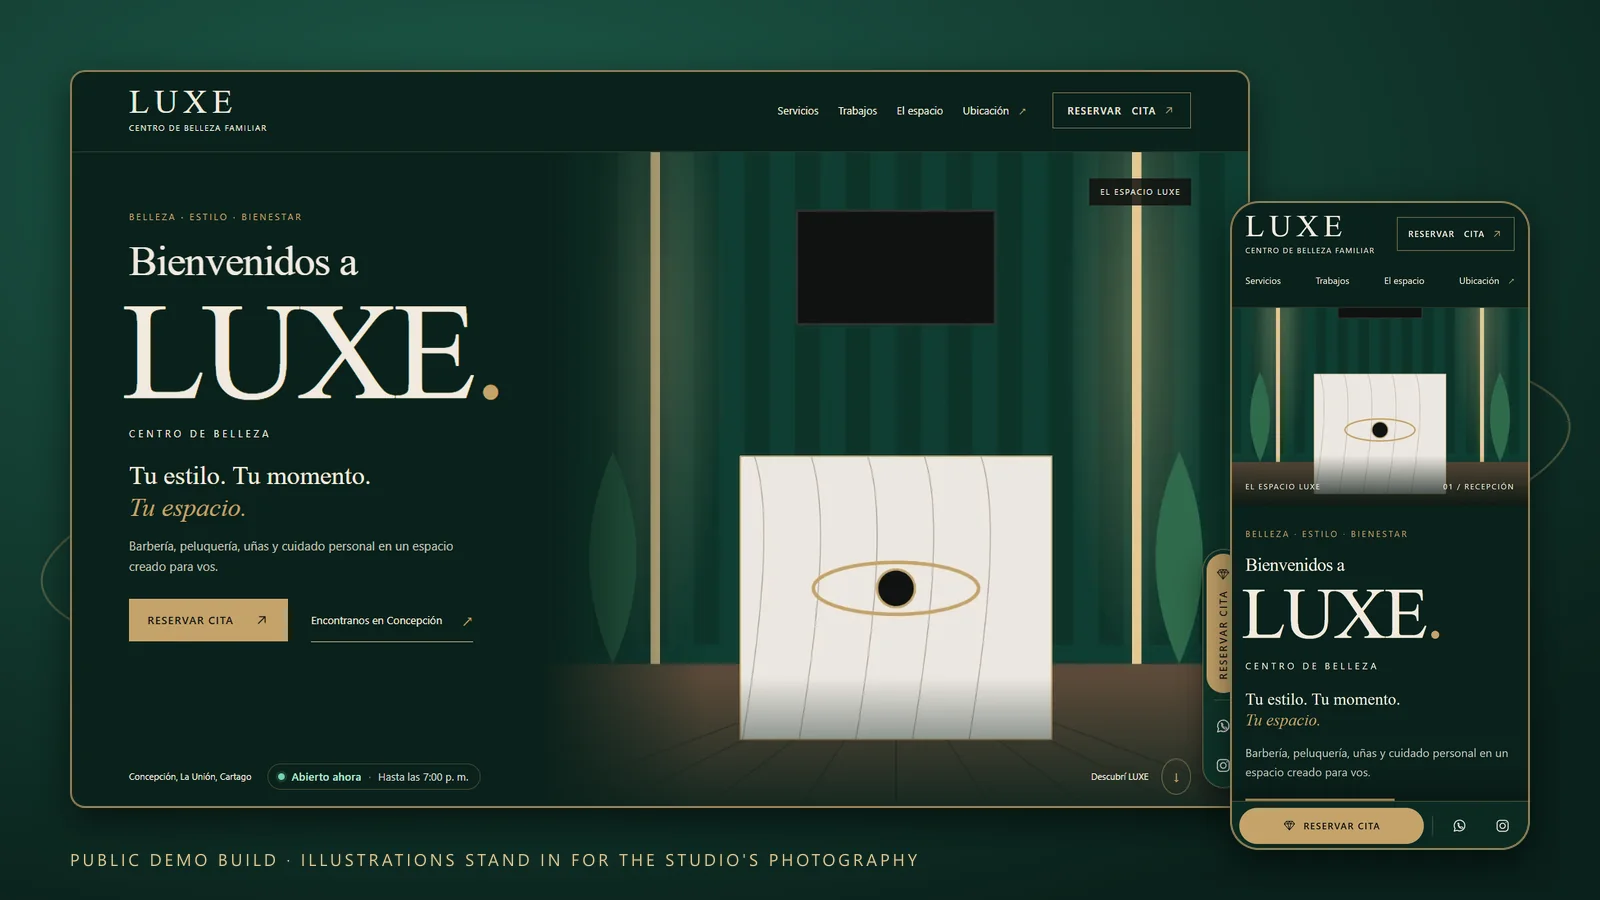 LUXE
CENTRO DE BELLEZA FAMILIAR
Servicios
Trabajos
El espacio
Ubicación ↗
RESERVAR CITA ↗
EL ESPACIO LUXE
BELLEZA · ESTILO · BIENESTAR
Bienvenidos a
LUXE.
CENTRO DE BELLEZA
Tu estilo. Tu momento.
Tu espacio.
Barbería, peluquería, uñas y cuidado personal en un espacio
creado para vos.
RESERVAR CITA ↗
Encontranos en Concepción ↗
Concepción, La Unión, Cartago
Abierto ahora · Hasta las 7:00 p. m.
Descubrí LUXE ↓
RESERVAR CITA
LUXE
CENTRO DE BELLEZA FAMILIAR
RESERVAR CITA ↗
Servicios
Trabajos
El espacio
Ubicación ↗
EL ESPACIO LUXE
01 / RECEPCIÓN
BELLEZA · ESTILO · BIENESTAR
Bienvenidos a
LUXE.
CENTRO DE BELLEZA
Tu estilo. Tu momento.
Tu espacio.
Barbería, peluquería, uñas y cuidado personal en un
espacio creado para vos.
RESERVAR CITA
PUBLIC DEMO BUILD · ILLUSTRATIONS STAND IN FOR THE STUDIO'S PHOTOGRAPHY